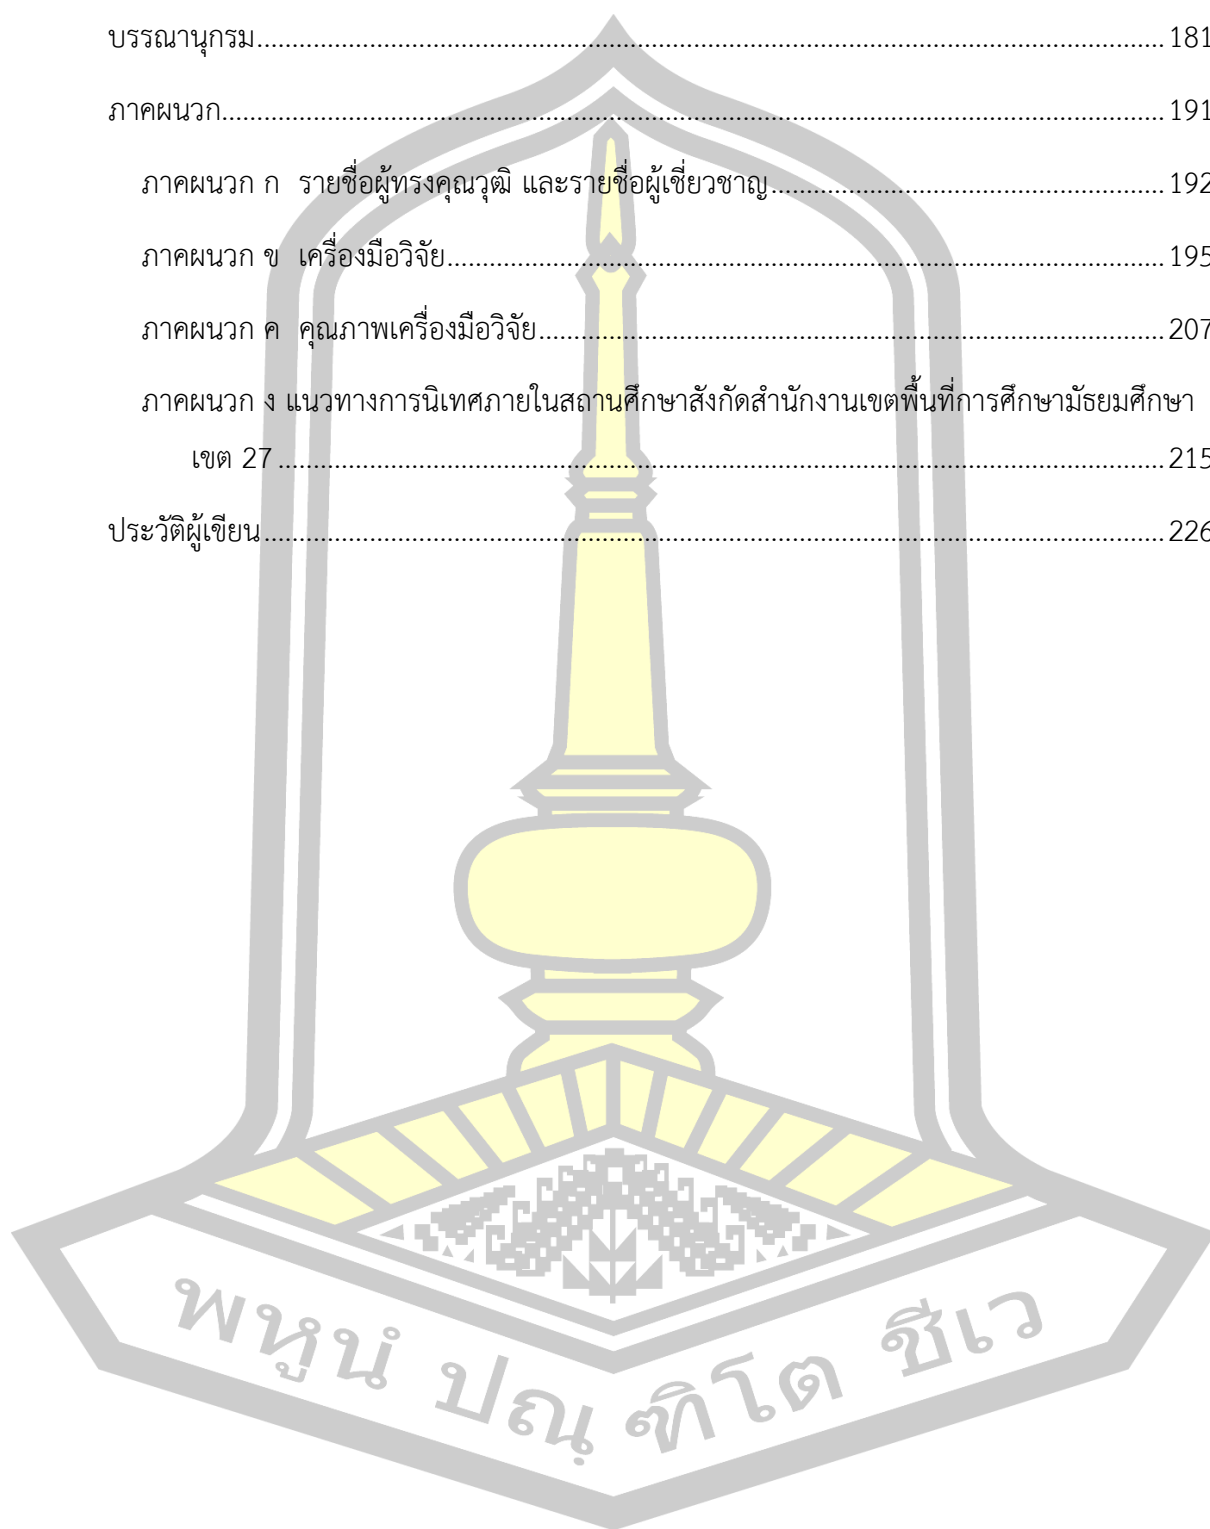 บรรณานุกรม.................................................................................................................................. 181
ภาคผนวก....................................................................................................................................... 191
ภาคผนวก ก  รายชื่อผู้ทรงคุณวุฒิ และรายชื่อผู้เชี่ยวชาญ........................................................ 192
ภาคผนวก ข  เครื่องมือวิจัย....................................................................................................... 195
ภาคผนวก ค  คุณภาพเครื่องมือวิจัย.......................................................................................... 207
ภาคผนวก ง แนวทางการนิเทศภายในสถานศึกษาสังกัดสำนักงานเขตพื้นที่การศึกษามัธยมศึกษา
เขต 27 ............................................................................................................................... 215
ประวัติผู้เขียน................................................................................................................................. 226
พหูนํ ปณฺฑิโต ชีเว